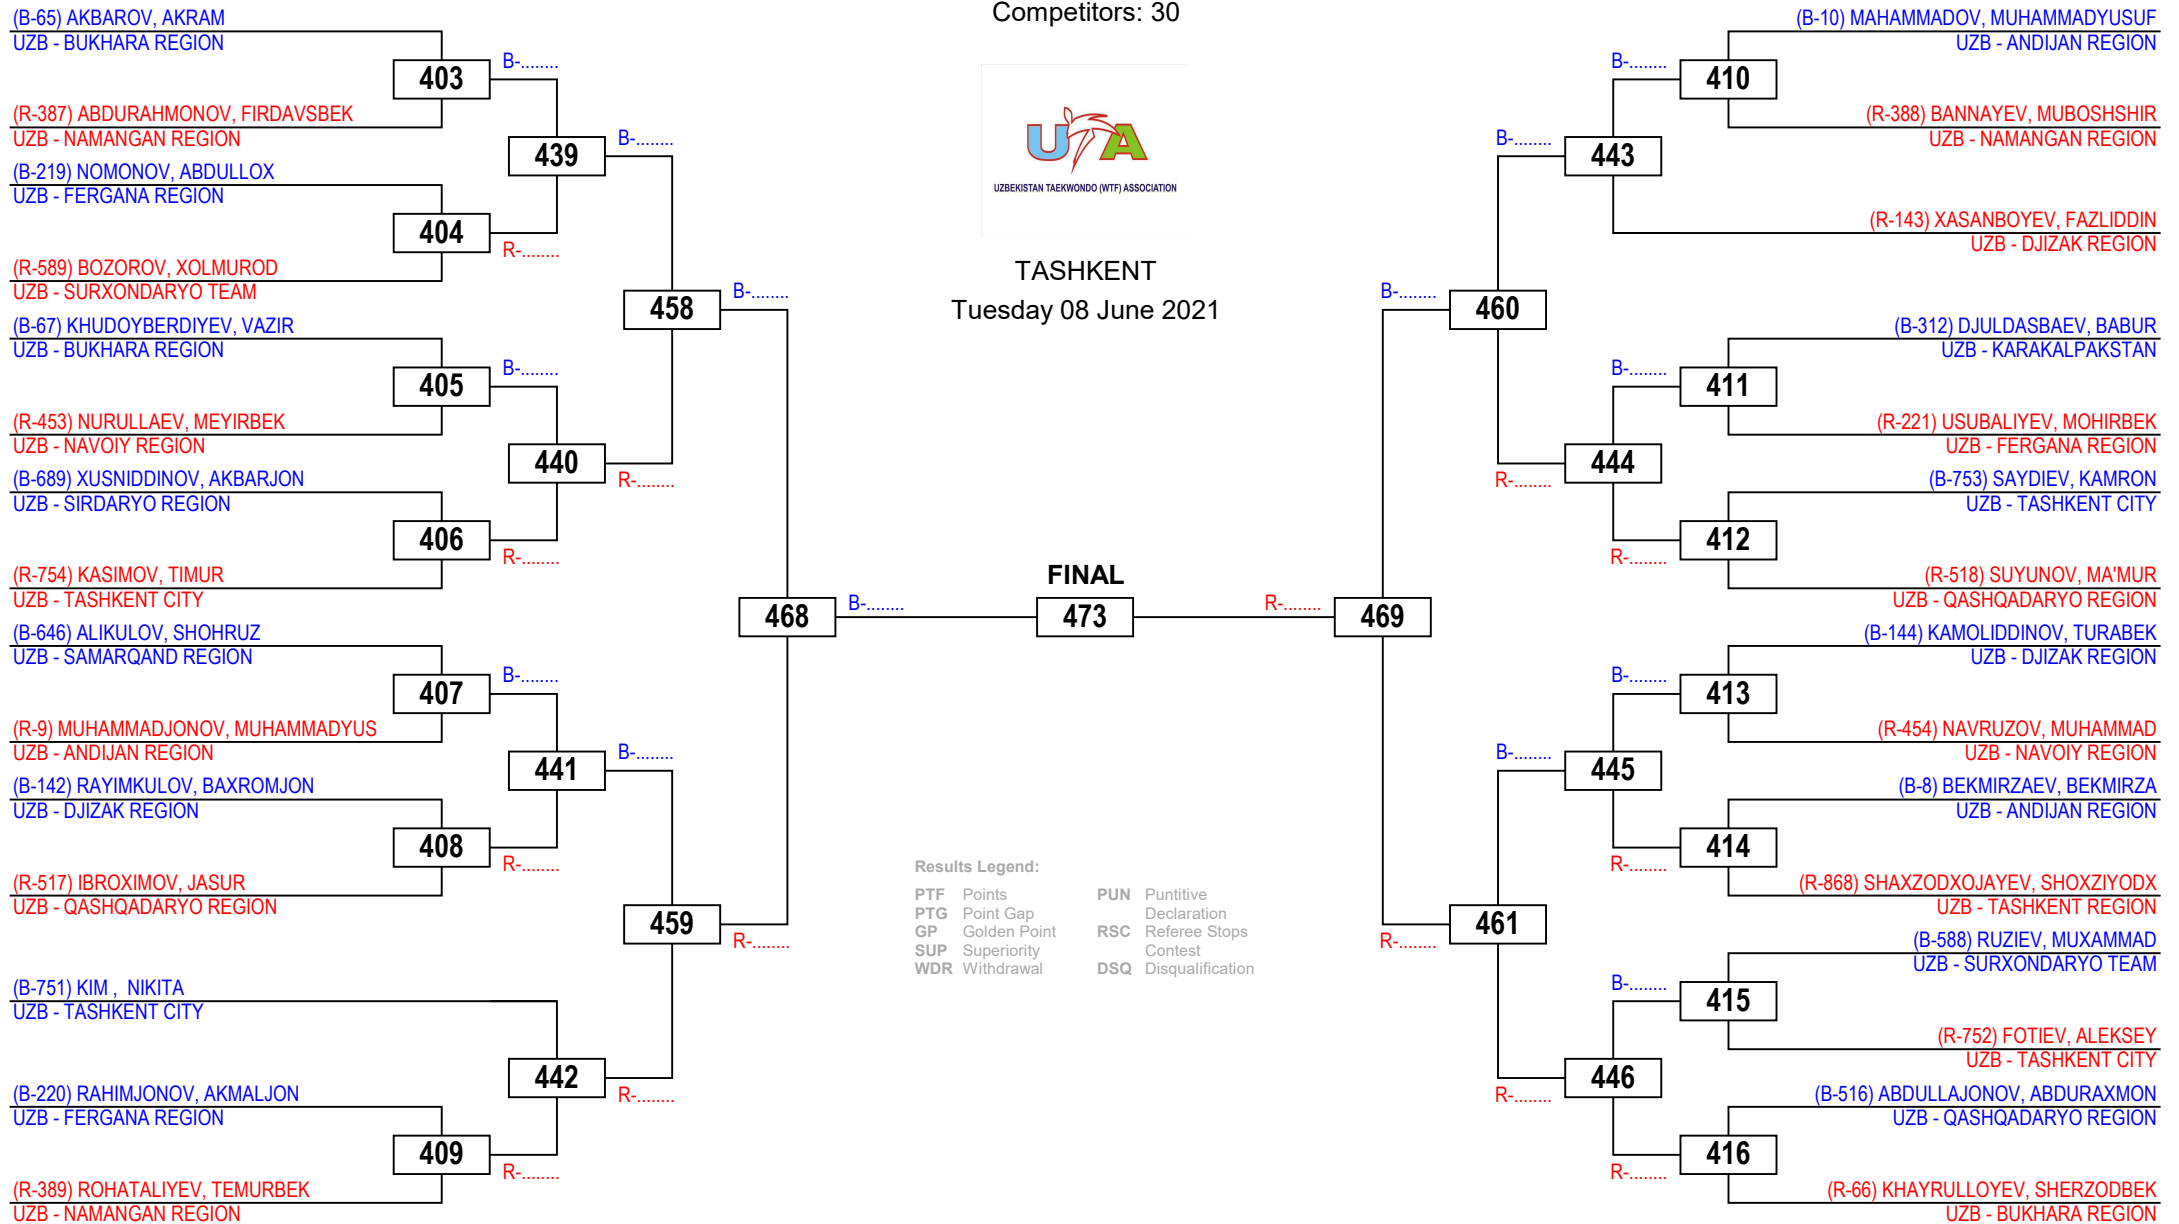 Competitors: 30
UTA
UZBEKISTAN TAEKWONDO (WTF) ASSOCIATION
TASHKENT
Tuesday 08 June 2021
(B-65) AKBAROV, AKRAM
UZB - BUKHARA REGION
403
B-........
(R-387) ABDURAHMONOV, FIRDAVSBEK
UZB - NAMANGAN REGION
439
B-........
(B-219) NOMONOV, ABDULLOX
UZB - FERGANA REGION
404
R-........
(R-589) BOZOROV, XOLMUROD
UZB - SURXONDARYO TEAM
458
B-........
(B-67) KHUDOYBERDIYEV, VAZIR
UZB - BUKHARA REGION
405
B-........
(R-453) NURULLAEV, MEYIRBEK
UZB - NAVOIY REGION
440
R-........
(B-689) XUSNIDDINOV, AKBARJON
UZB - SIRDARYO REGION
406
R-........
(R-754) KASIMOV, TIMUR
UZB - TASHKENT CITY
468
B-........
(B-646) ALIKULOV, SHOHRUZ
UZB - SAMARQAND REGION
407
B-........
(R-9) MUHAMMADJONOV, MUHAMMADYUS
UZB - ANDIJAN REGION
441
B-........
(B-142) RAYIMKULOV, BAXROMJON
UZB - DJIZAK REGION
408
R-........
(R-517) IBROXIMOV, JASUR
UZB - QASHQADARYO REGION
459
R-........
(B-751) KIM , NIKITA
UZB - TASHKENT CITY
442
R-........
(B-220) RAHIMJONOV, AKMALJON
UZB - FERGANA REGION
409
R-........
(R-389) ROHATALIYEV, TEMURBEK
UZB - NAMANGAN REGION
FINAL
473
Results Legend:
PTF Points
PTG Point Gap
GP Golden Point
SUP Superiority
WDR Withdrawal
PUN Puntitive
Declaration
RSC Referee Stops
Contest
DSQ Disqualification
(B-10) MAHAMMADOV, MUHAMMADYUSUF
UZB - ANDIJAN REGION
B-........
410
(R-388) BANNAYEV, MUBOSHSHIR
UZB - NAMANGAN REGION
B-........
443
(R-143) XASANBOYEV, FAZLIDDIN
UZB - DJIZAK REGION
B-........
460
(B-312) DJULDASBAEV, BABUR
UZB - KARAKALPAKSTAN
B-........
411
(R-221) USUBALIYEV, MOHIRBEK
UZB - FERGANA REGION
R-........
444
(B-753) SAYDIEV, KAMRON
UZB - TASHKENT CITY
R-........
412
(R-518) SUYUNOV, MA'MUR
UZB - QASHQADARYO REGION
R-........
469
(B-144) KAMOLIDDINOV, TURABEK
UZB - DJIZAK REGION
B-........
413
(R-454) NAVRUZOV, MUHAMMAD
UZB - NAVOIY REGION
B-........
445
(B-8) BEKMIRZAEV, BEKMIRZA
UZB - ANDIJAN REGION
R-........
414
(R-868) SHAXZODXOJAYEV, SHOXZIYODX
UZB - TASHKENT REGION
R-........
461
(B-588) RUZIEV, MUXAMMAD
UZB - SURXONDARYO TEAM
B-........
415
(R-752) FOTIEV, ALEKSEY
UZB - TASHKENT CITY
R-........
446
(B-516) ABDULLAJONOV, ABDURAXMON
UZB - QASHQADARYO REGION
R-........
416
(R-66) KHAYRULLOYEV, SHERZODBEK
UZB - BUKHARA REGION